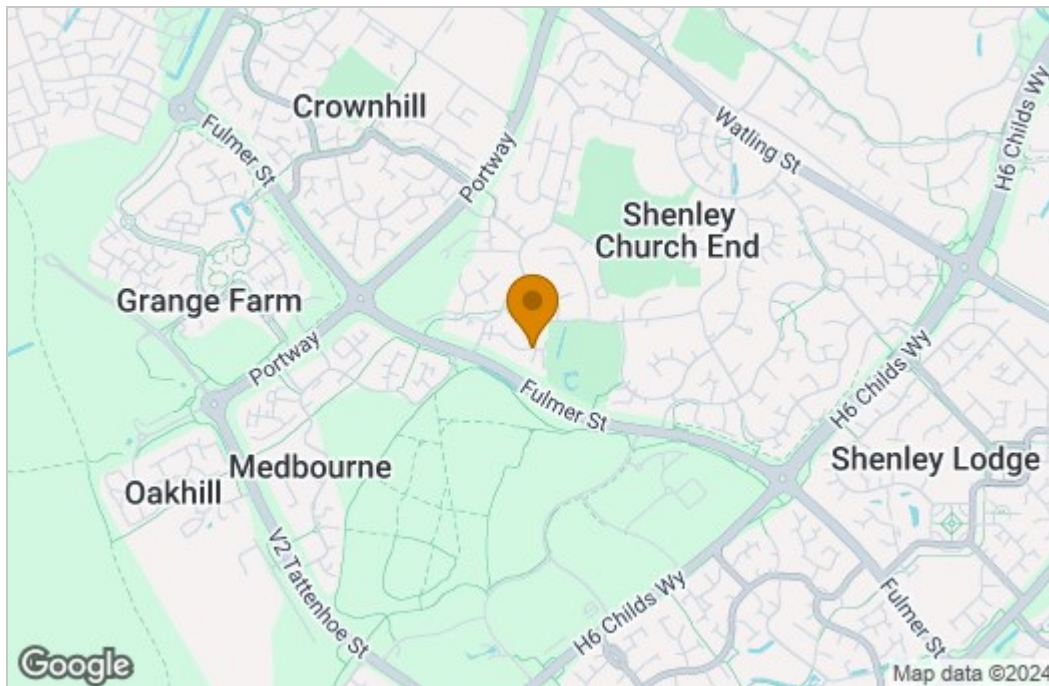 Crownhill
Fulmer St
Portway
Watling St
H6 Childs Wy
Shenley
Church End
Grange Farm
Portway
Fulmer St
H6 Childs Wy
Medbourne
Oakhill
Shenley Lodge
V2 Tattenhoe St
H6 Childs Wy
Fulmer St
Google
Map data ©2024